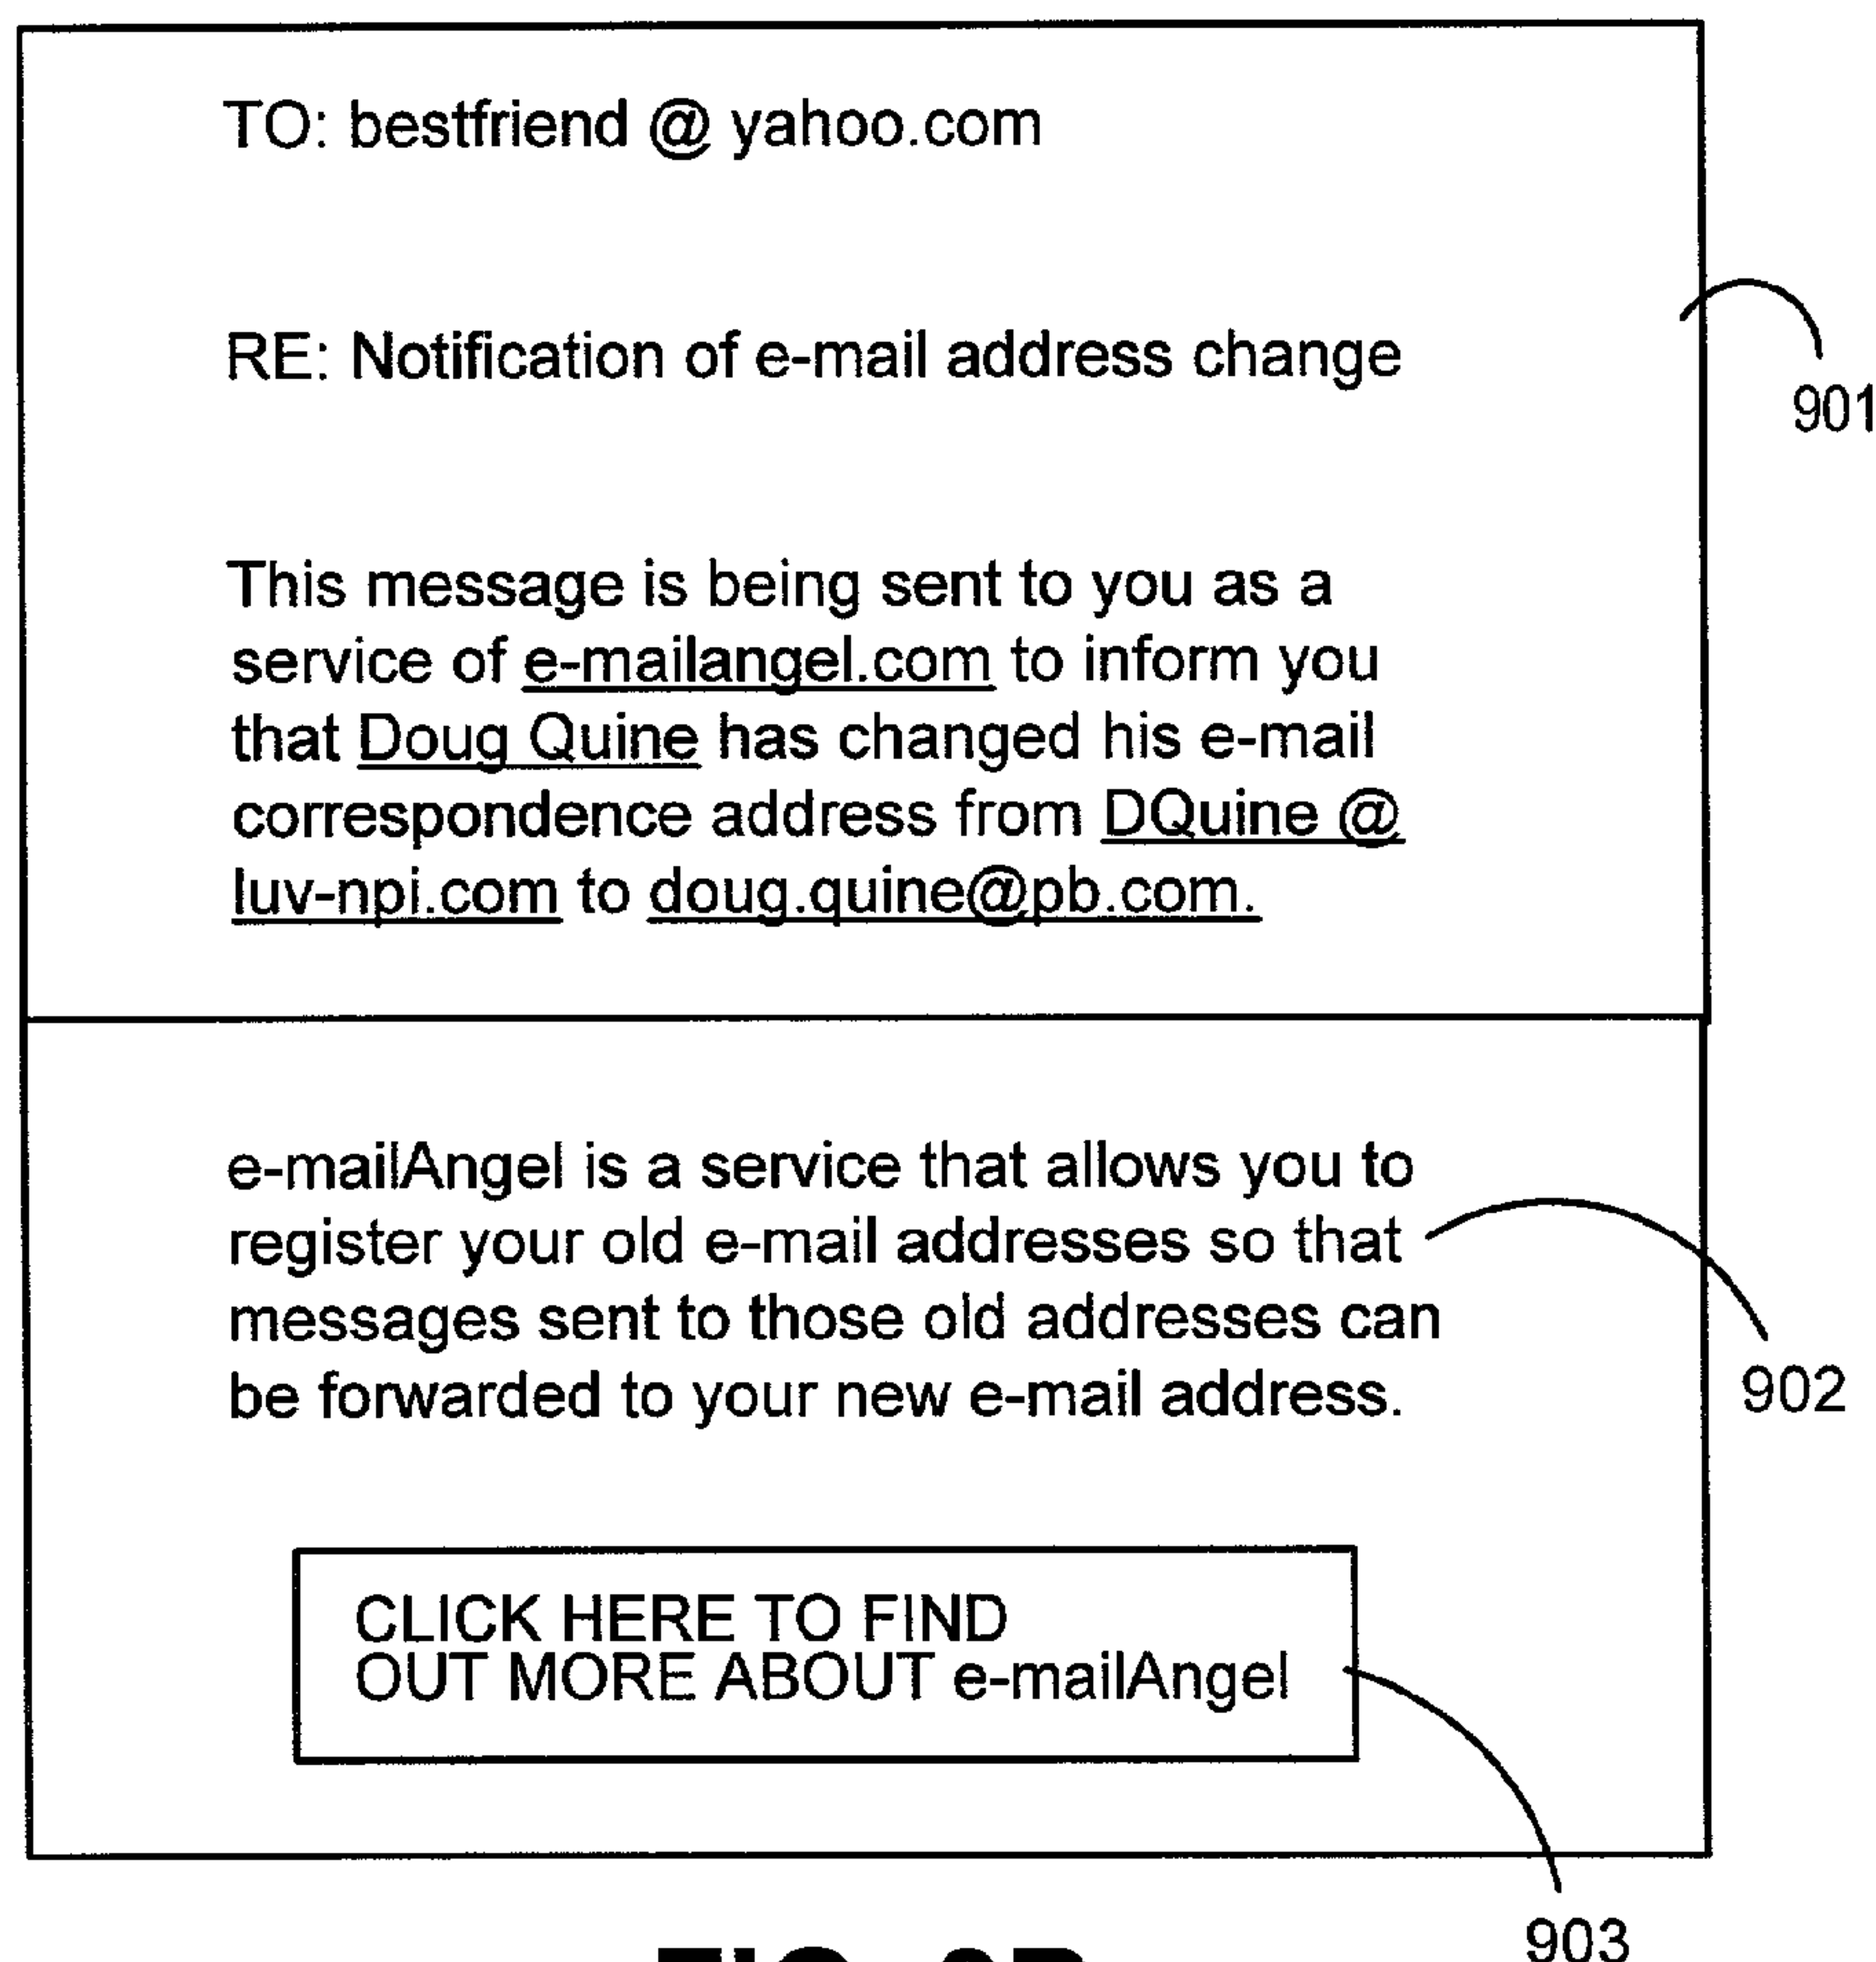 TO: bestfriend @ yahoo.com
RE: Notification of e-mail address change
901
This message is being sent to you as a
service of e-mailangel.com to inform you
that Doug Quine has changed his e-mail
correspondence address from DQuine @
luv-npi.com to doug.quine@pb.com.
e-mailAngel is a service that allows you to
register your old e-mail addresses so that
messages sent to those old addresses can
be forwarded to your new e-mail address.
902
CLICK HERE TO FIND
OUT MORE ABOUT e-mailAngel
903